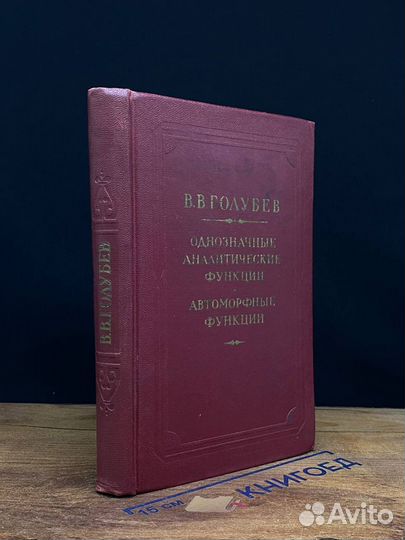 В.В.ГОЛУБЕВ
В.В.ГОЛУБЕВ
ОДНОЗНАЧНЫЕ
АНАЛИТИЧЕСКИЕ
ФУНКЦИИ
АВТОМОРФНЫЕ
ФУНКЦИИ
15 СМ
КНИГОЕД
Avito